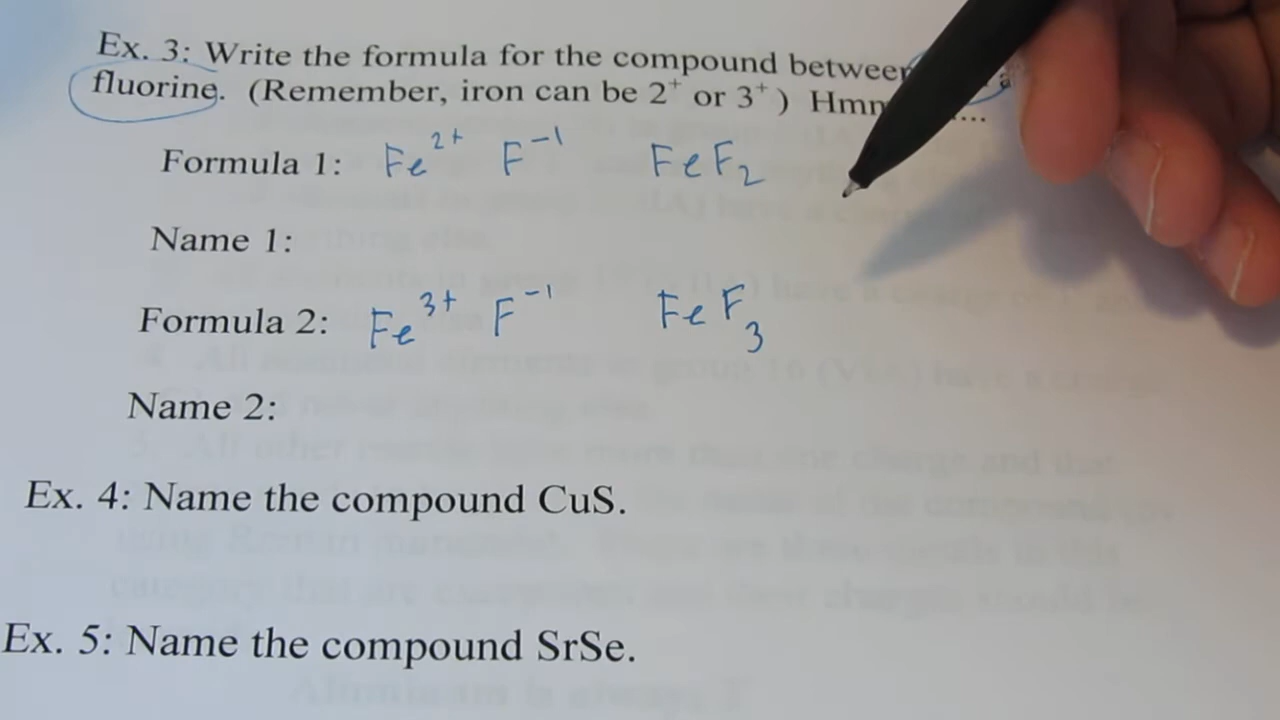 Ex. 3: Write the formula for the compound between
fluorine. (Remember, iron can be 2⁺ or 3⁺) Hmm
Formula 1: Fe²⁺ F⁻¹ FeF₂
Name 1:
Formula 2: Fe³⁺ F⁻¹ FeF₃
Name 2:
Ex. 4: Name the compound CuS.
Ex. 5: Name the compound SrSe.